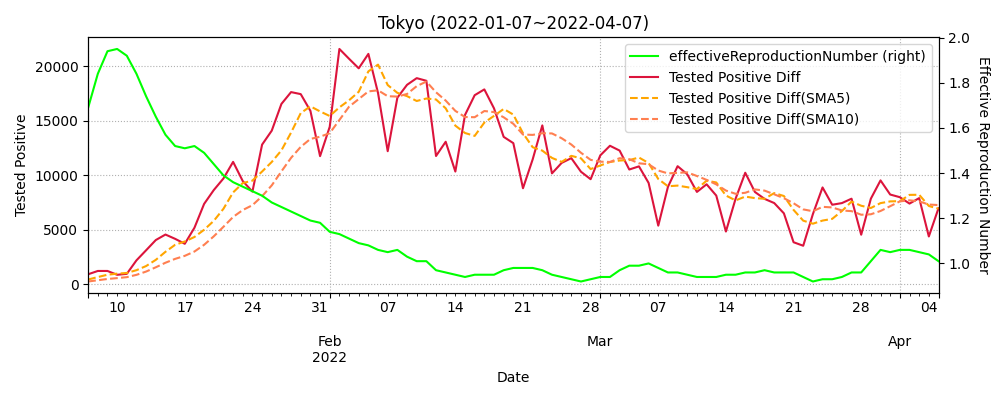 Tokyo (2022-01-07~2022-04-07)
effectiveReproductionNumber (right)
Tested Positive Diff
Tested Positive Diff(SMA5)
Tested Positive Diff(SMA10)
Tested Positive
20000
15000
10000
5000
0
2.0
1.8
1.6
1.4
1.2
1.0
Effective Reproduction Number
10 17 24 31 07 14 21 28 07 14 21 28 04
Feb Mar Apr
2022
Date